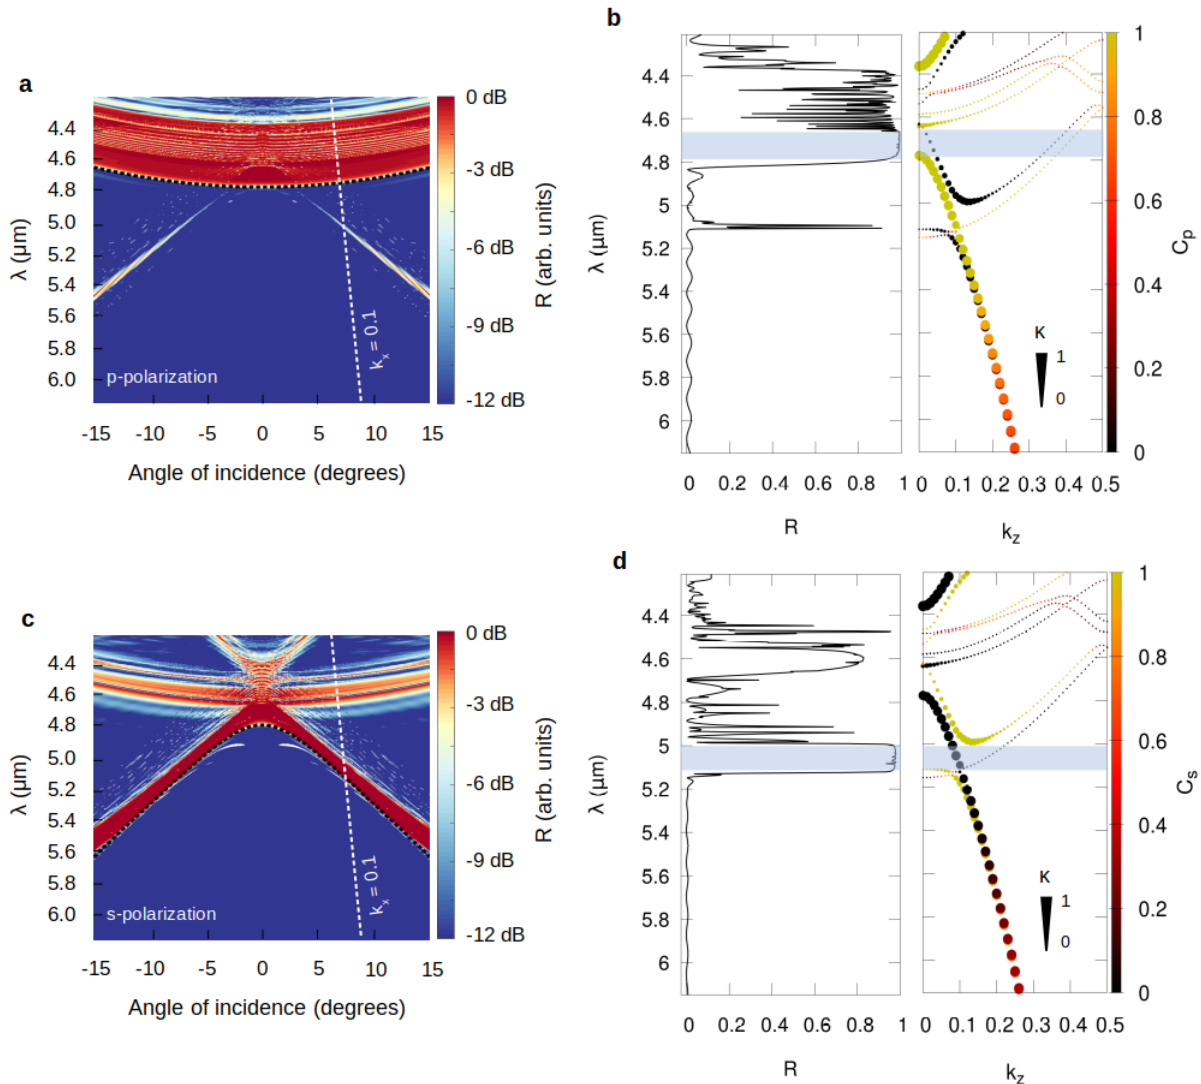 a
0 dB
-3 dB
-6 dB
-9 dB
-12 dB
R (arb. units)
4.4
4.6
4.8
5.0
5.2
5.4
5.6
5.8
6.0
λ (μm)
p-polarization
kx = 0.1
-15 -10 -5 0 5 10 15
Angle of incidence (degrees)
b
4.4
4.6
4.8
5
5.2
5.4
5.6
5.8
6
λ (μm)
0 0.2 0.4 0.6 0.8 1
R
K
1
0
0 0.1 0.2 0.3 0.4 0.5
kz
1
0.8
0.6
0.4
0.2
0
Cp
c
0 dB
-3 dB
-6 dB
-9 dB
-12 dB
R (arb. units)
4.4
4.6
4.8
5.0
5.2
5.4
5.6
5.8
6.0
λ (μm)
s-polarization
kx = 0.1
-15 -10 -5 0 5 10 15
Angle of incidence (degrees)
d
4.4
4.6
4.8
5
5.2
5.4
5.6
5.8
6
λ (μm)
0 0.2 0.4 0.6 0.8 1
R
K
1
0
0 0.1 0.2 0.3 0.4 0.5
kz
1
0.8
0.6
0.4
0.2
0
Cs